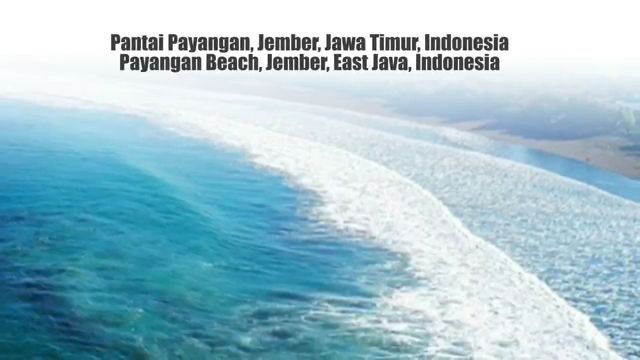 Pantai Payangan, Jember, Jawa Timur, Indonesia
Payangan Beach, Jember, East Java, Indonesia